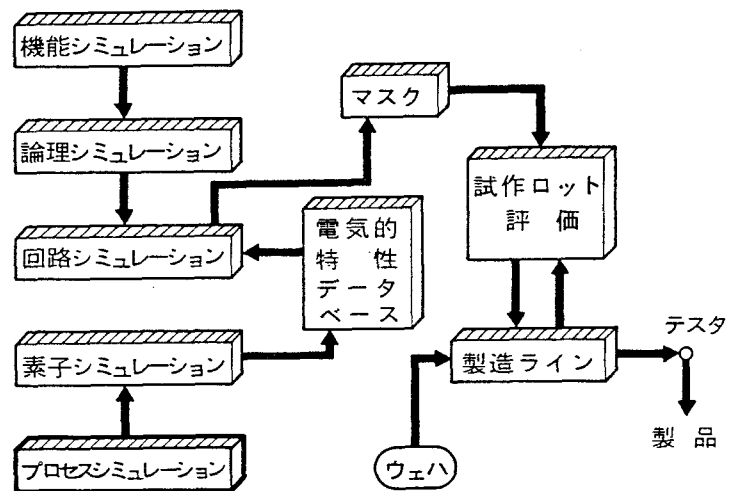 機能シミュレーション
論理シミュレーション
回路シミュレーション
素子シミュレーション
プロセスシミュレーション
電気的
特性
データ
ベース
マスク
試作ロット
評価
製造ライン
ウェハ
テスタ
製品